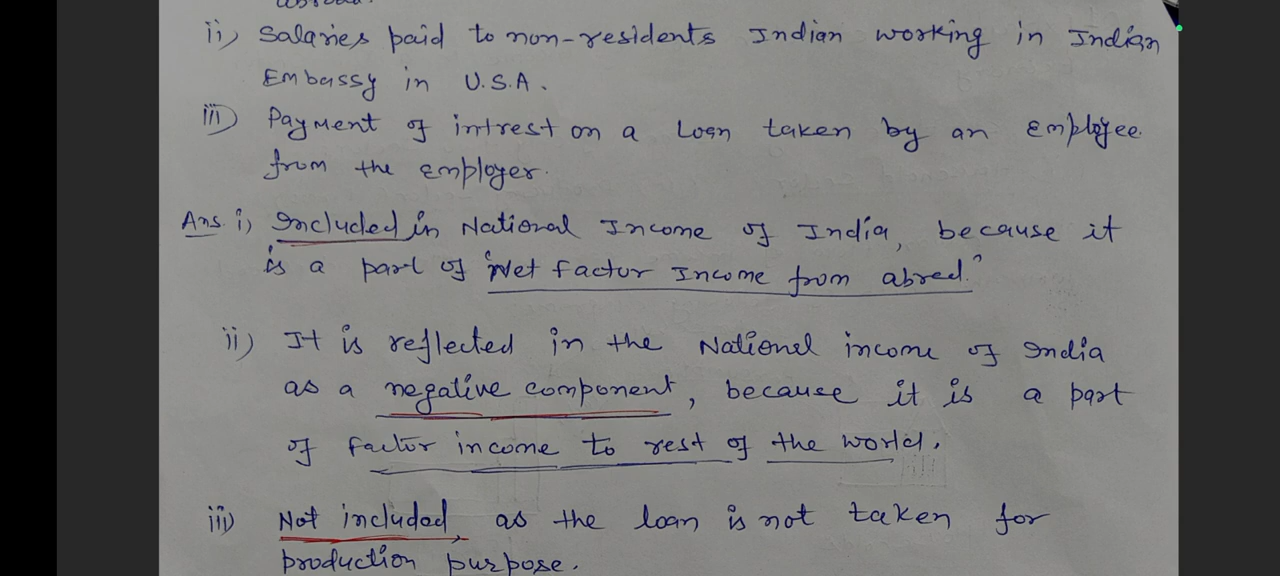 ii) Salaries paid to non-residents Indian working in Indian
Embassy in U.S.A.
iii) Payment of intrest on a Loan taken by an Employee
from the Employer.
Ans. i) Included in National Income of India, because it
is a part of "Net factor Income from abred."
ii) It is reflected in the National income of India
as a negative component, because it is a part
of factor income to rest of the world.
iii) Not included as the loan is not taken for
production purpose.